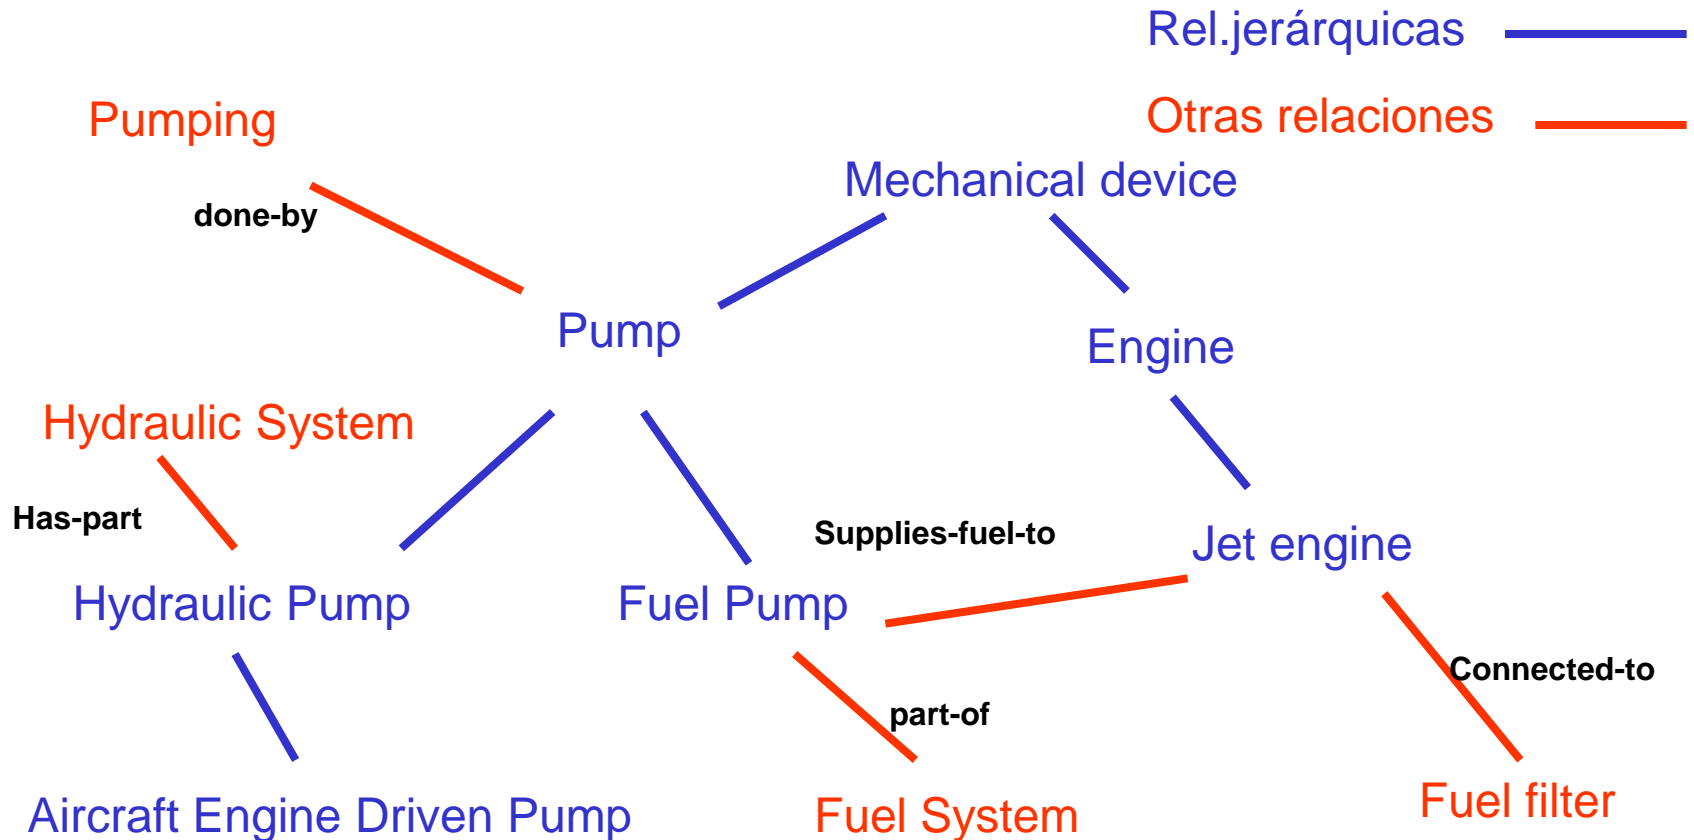 Rel.jerárquicas
Otras relaciones
Pumping
Mechanical device
done-by
Pump
Engine
Hydraulic System
Has-part
Supplies-fuel-to
Jet engine
Hydraulic Pump
Fuel Pump
Connected-to
part-of
Aircraft Engine Driven Pump
Fuel System
Fuel filter